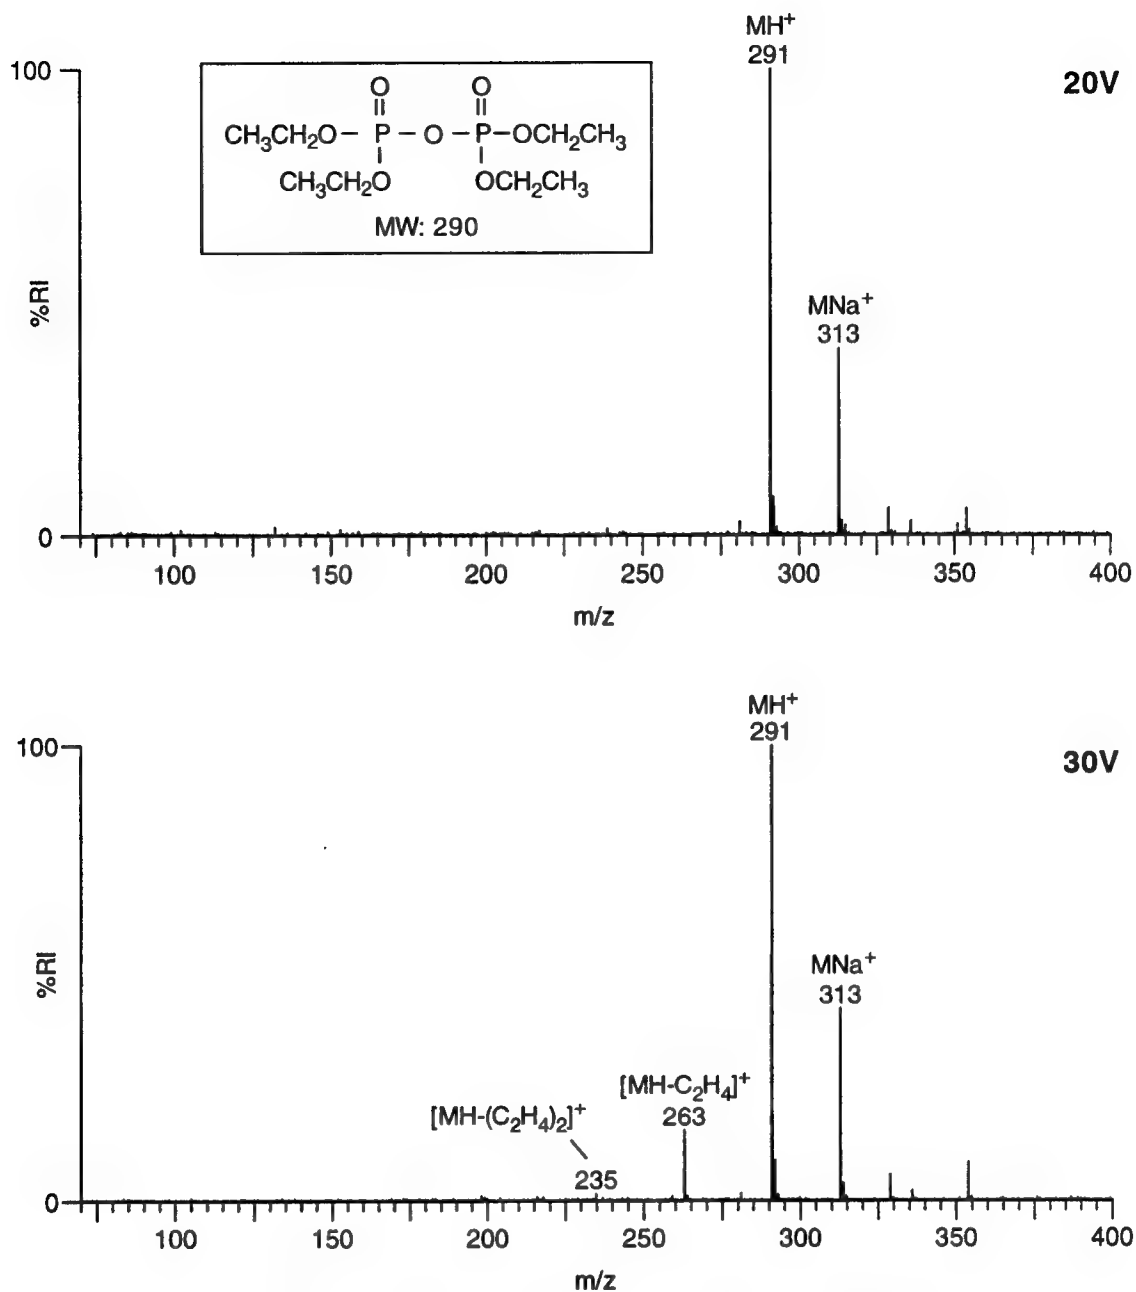 MH+
291
100
20V
O O
|| ||
CH3CH2O– P – O – P – OCH2CH3
CH3CH2O OCH2CH3
MW: 290
%RI
MNa+
313
0
100 150 200 250 300 350 400
m/z
MH+
291
100
30V
%RI
MNa+
313
[MH-C2H4]+
263
[MH-(C2H4)2]+
235
0
100 150 200 250 300 350 400
m/z